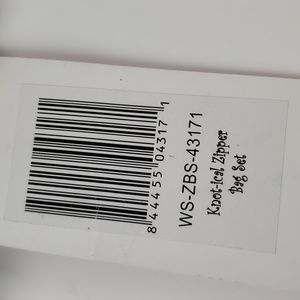 8 44455 04317 1
WS-ZBS-43171
Knot-ical Zipper
Bag Set